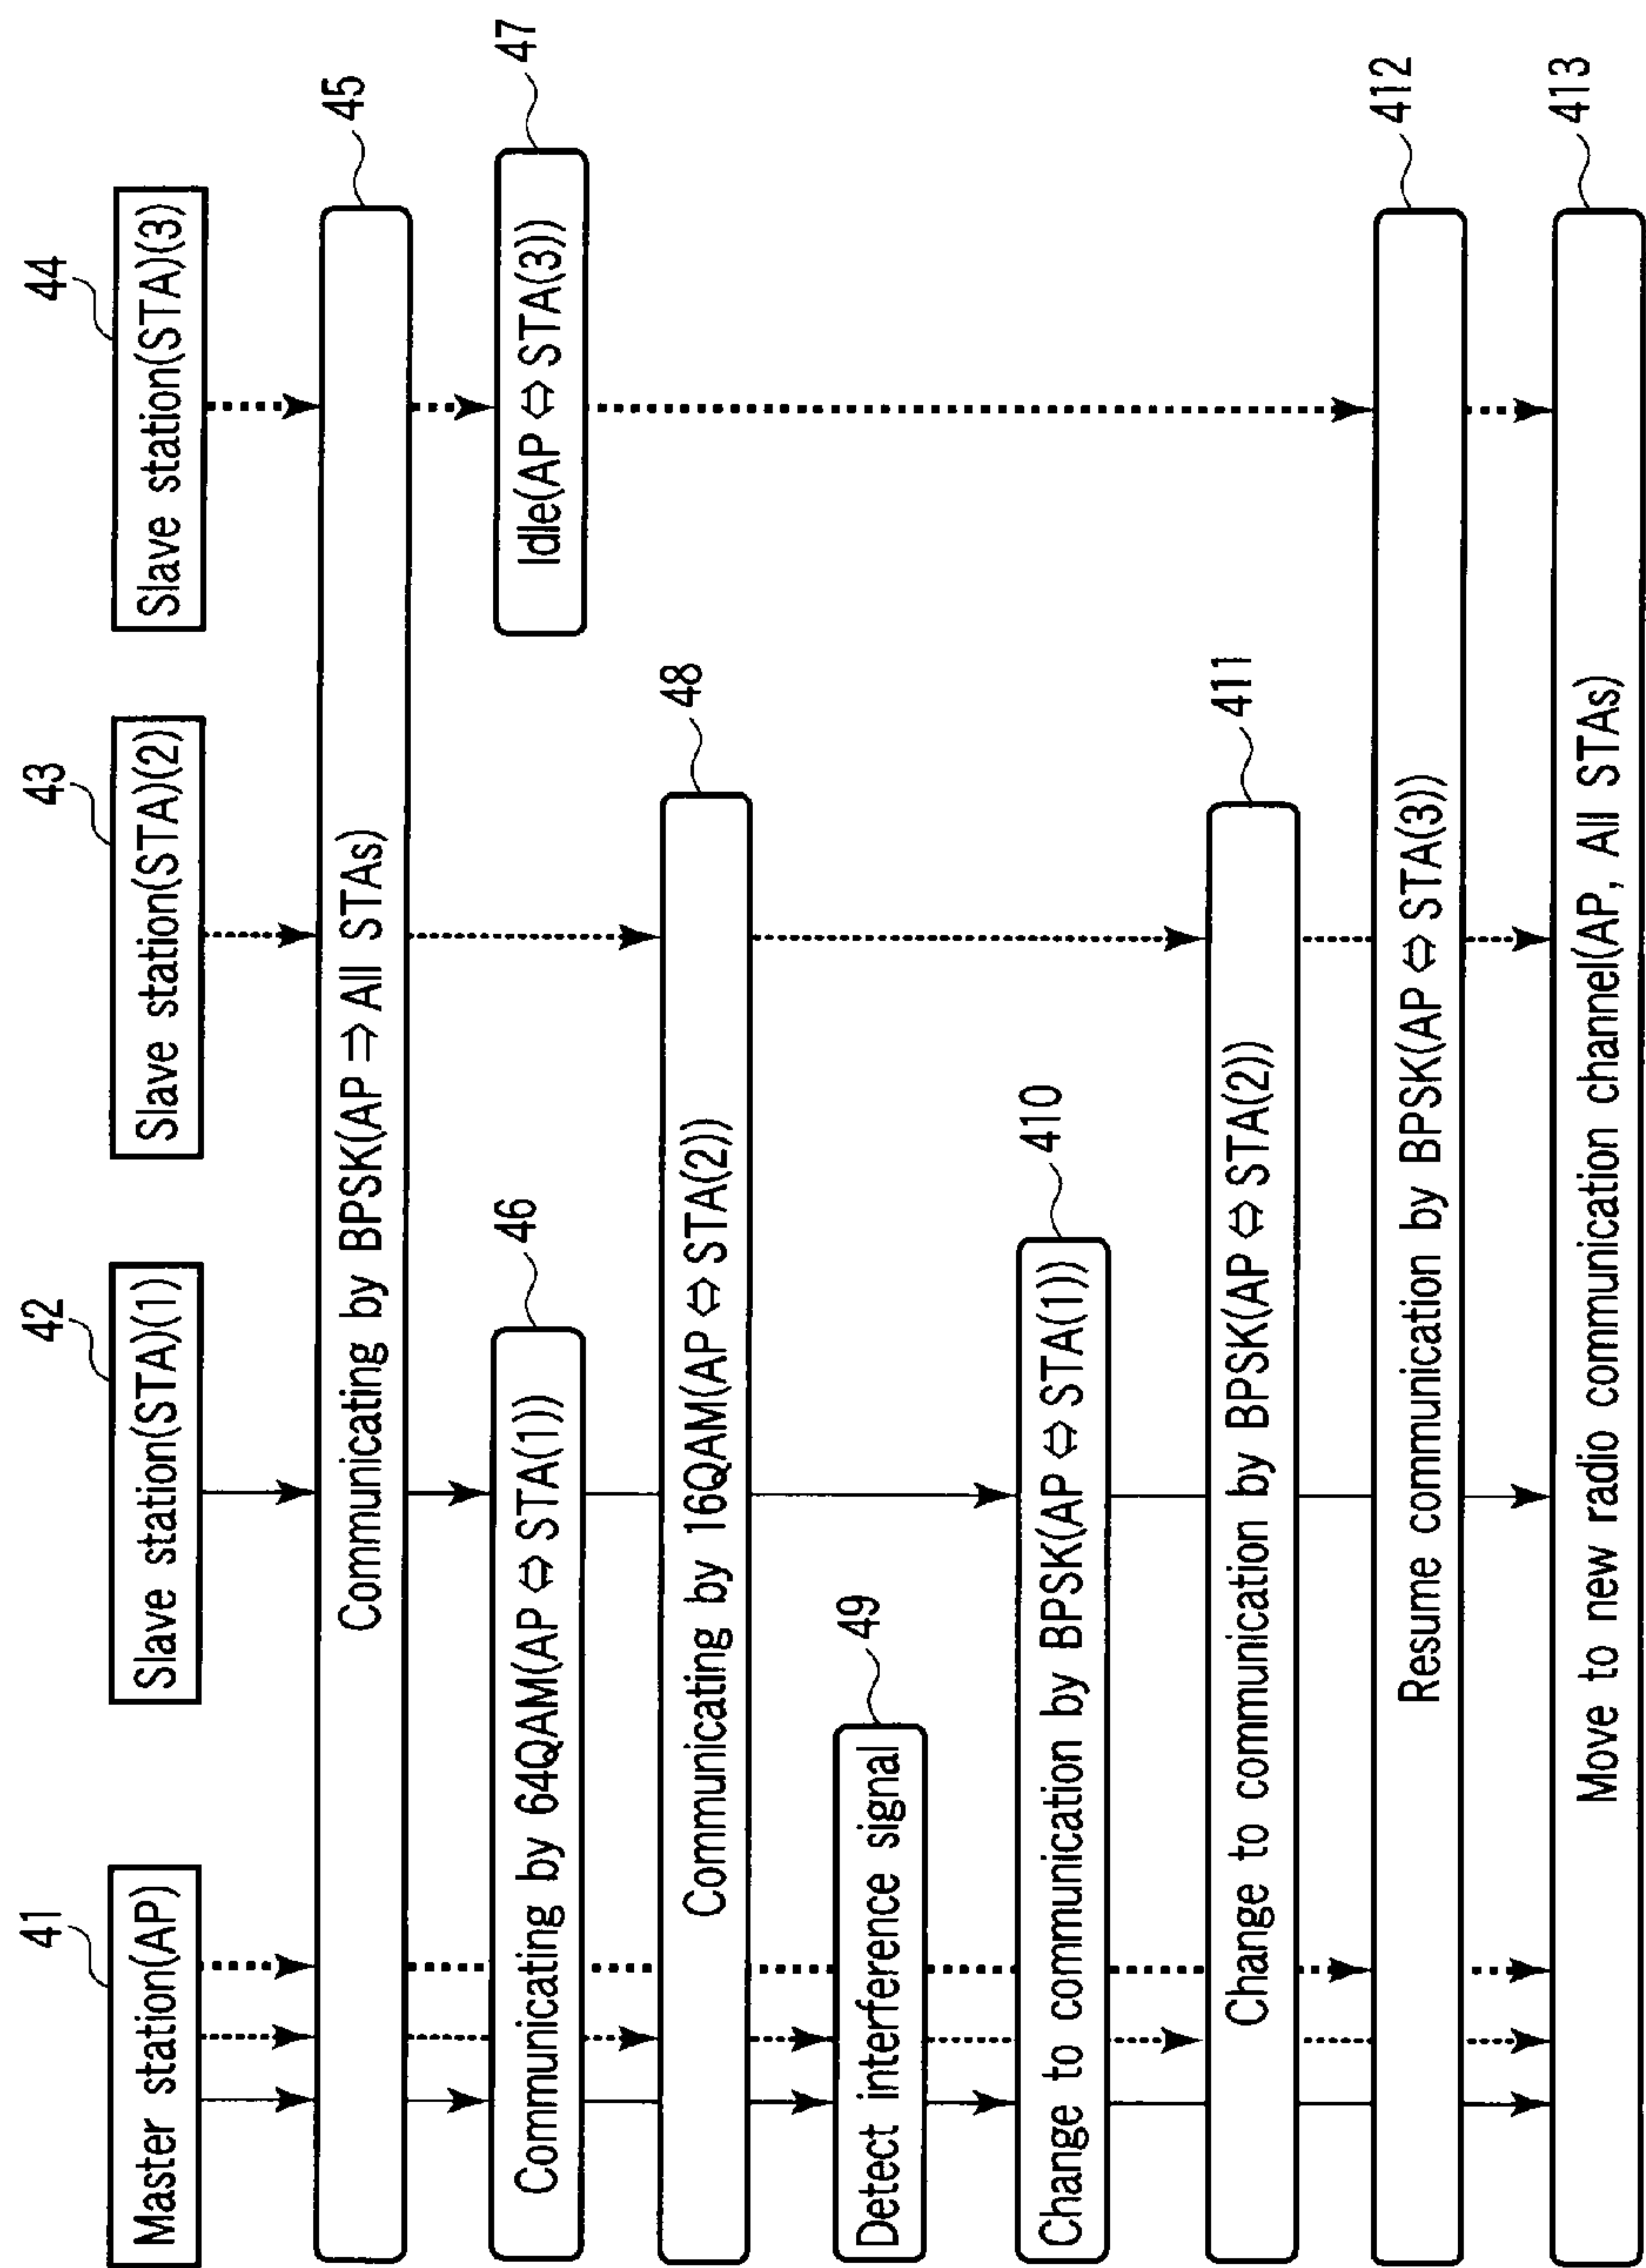 41
42
43
44
Master station(AP)
Slave station(STA)(1)
Slave station(STA)(2)
Slave station(STA)(3)
45
Communicating by BPSK(AP ⇒ All STAs)
46
47
Communicating by 64QAM(AP ⇔ STA(1))
Idle(AP ⇔ STA(3))
48
Communicating by 16QAM(AP ⇔ STA(2))
49
Detect interference signal
410
Change to communication by BPSK(AP ⇔ STA(1))
411
Change to communication by BPSK(AP ⇔ STA(2))
412
Resume communication by BPSK(AP ⇔ STA(3))
413
Move to new radio communication channel(AP, All STAs)